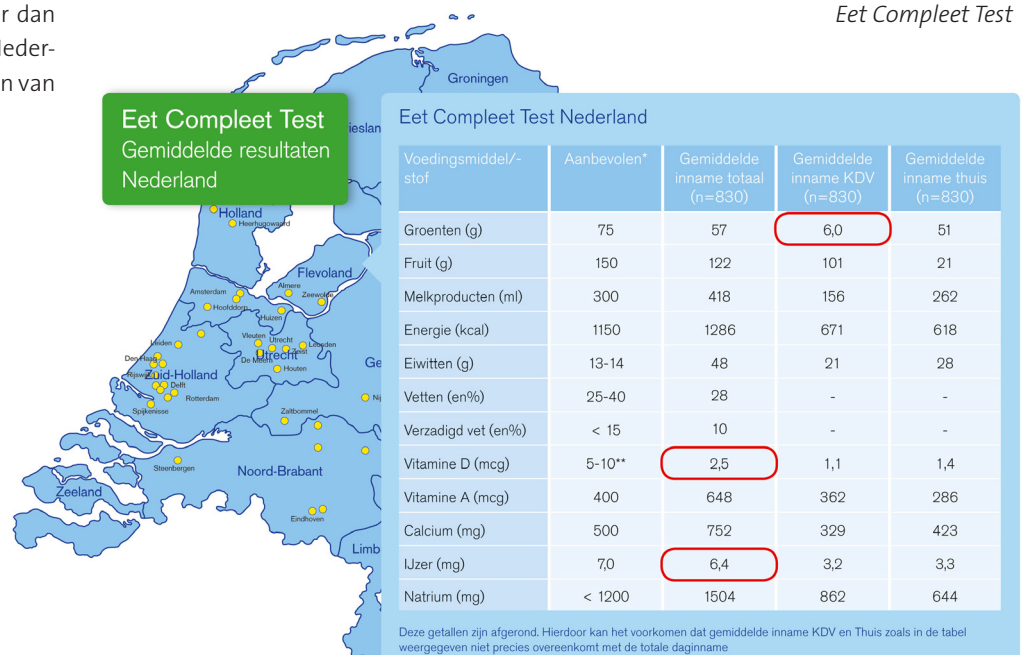 r dan
Neder-
n van
Eet Compleet Test
Groningen
Eet Compleet Test
Gemiddelde resultaten
Nederland
Holland
Heerhugowaard
Flevoland
Almere
Zeewolde
Amsterdam
Hoofddorp
Huizen
Leiden
Vleuten
Utrecht
Leusden
Zeist
De Meern
Utrecht
Houten
Den Haag
Rijswijk
Zuid-Holland
Delft
Rotterdam
Spijkenisse
Zaltbommel
Steenbergen
Noord-Brabant
Zeeland
Eindhoven
Limb
Ge
Nij
Eet Compleet Test Nederland
Voedingsmiddel/- Aanbevolen* Gemiddelde Gemiddelde Gemiddelde
stof inname totaal inname KDV inname thuis
(n=830) (n=830) (n=830)
Groenten (g) 75 57 6,0 51
Fruit (g) 150 122 101 21
Melkproducten (ml) 300 418 156 262
Energie (kcal) 1150 1286 671 618
Eiwitten (g) 13-14 48 21 28
Vetten (en%) 25-40 28 - -
Verzadigd vet (en%) < 15 10 - -
Vitamine D (mcg) 5-10** 2,5 1,1 1,4
Vitamine A (mcg) 400 648 362 286
Calcium (mg) 500 752 329 423
IJzer (mg) 7,0 6,4 3,2 3,3
Natrium (mg) < 1200 1504 862 644
Deze getallen zijn afgerond. Hierdoor kan het voorkomen dat gemiddelde inname KDV en Thuis zoals in de tabel
weergegeven niet precies overeenkomt met de totale daginname